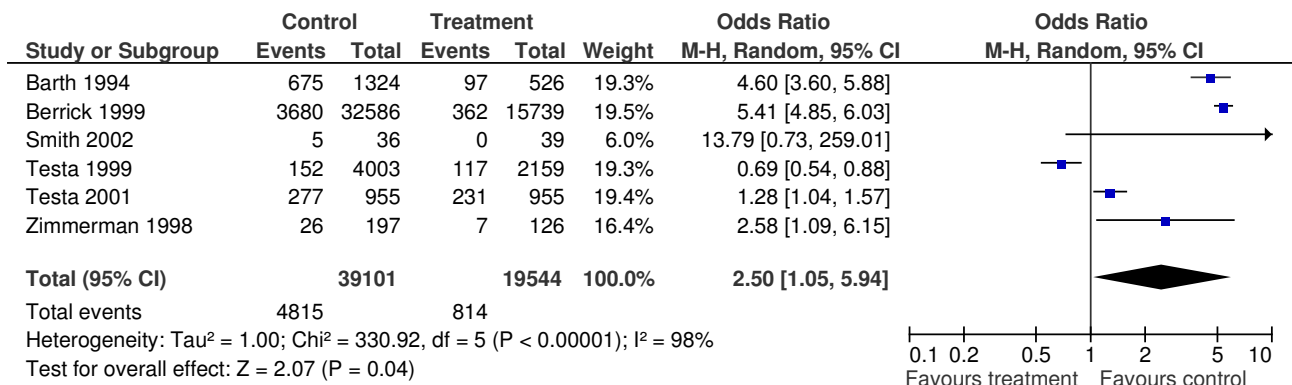 Control Treatment Odds Ratio Odds Ratio
Study or Subgroup Events Total Events Total Weight M-H, Random, 95% CI M-H, Random, 95% CI
Barth 1994 675 1324 97 526 19.3% 4.60 [3.60, 5.88]
Berrick 1999 3680 32586 362 15739 19.5% 5.41 [4.85, 6.03]
Smith 2002 5 36 0 39 6.0% 13.79 [0.73, 259.01]
Testa 1999 152 4003 117 2159 19.3% 0.69 [0.54, 0.88]
Testa 2001 277 955 231 955 19.4% 1.28 [1.04, 1.57]
Zimmerman 1998 26 197 7 126 16.4% 2.58 [1.09, 6.15]
Total (95% CI) 39101 19544 100.0% 2.50 [1.05, 5.94]
Total events 4815 814
Heterogeneity: Tau² = 1.00; Chi² = 330.92, df = 5 (P < 0.00001); I² = 98%
Test for overall effect: Z = 2.07 (P = 0.04)
0.1 0.2 0.5 1 2 5 10
Favours treatment Favours control